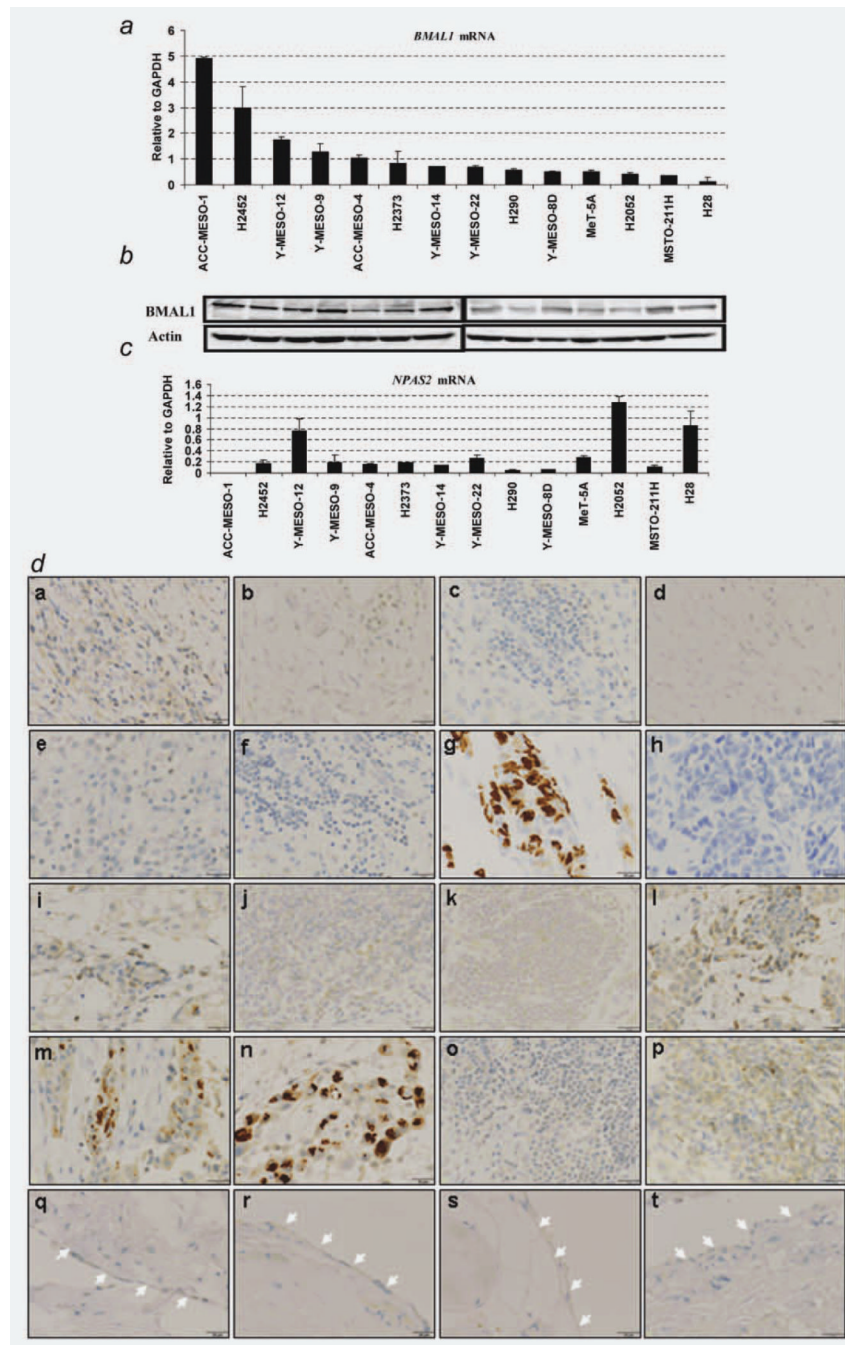 a
BMAL1 mRNA
Relative to GAPDH
6
5
4
3
2
1
0
ACC-MESO-1
H2452
Y-MESO-12
Y-MESO-9
ACC-MESO-4
H2373
Y-MESO-14
Y-MESO-22
H290
Y-MESO-8D
MeT-5A
H2052
MSTO-211H
H28
b
BMAL1
Actin
c
NPAS2 mRNA
Relative to GAPDH
1.6
1.4
1.2
1
0.8
0.6
0.4
0.2
0
ACC-MESO-1
H2452
Y-MESO-12
Y-MESO-9
ACC-MESO-4
H2373
Y-MESO-14
Y-MESO-22
H290
Y-MESO-8D
MeT-5A
H2052
MSTO-211H
H28
d
a b c d
e f g h
i j k l
m n o p
q r s t